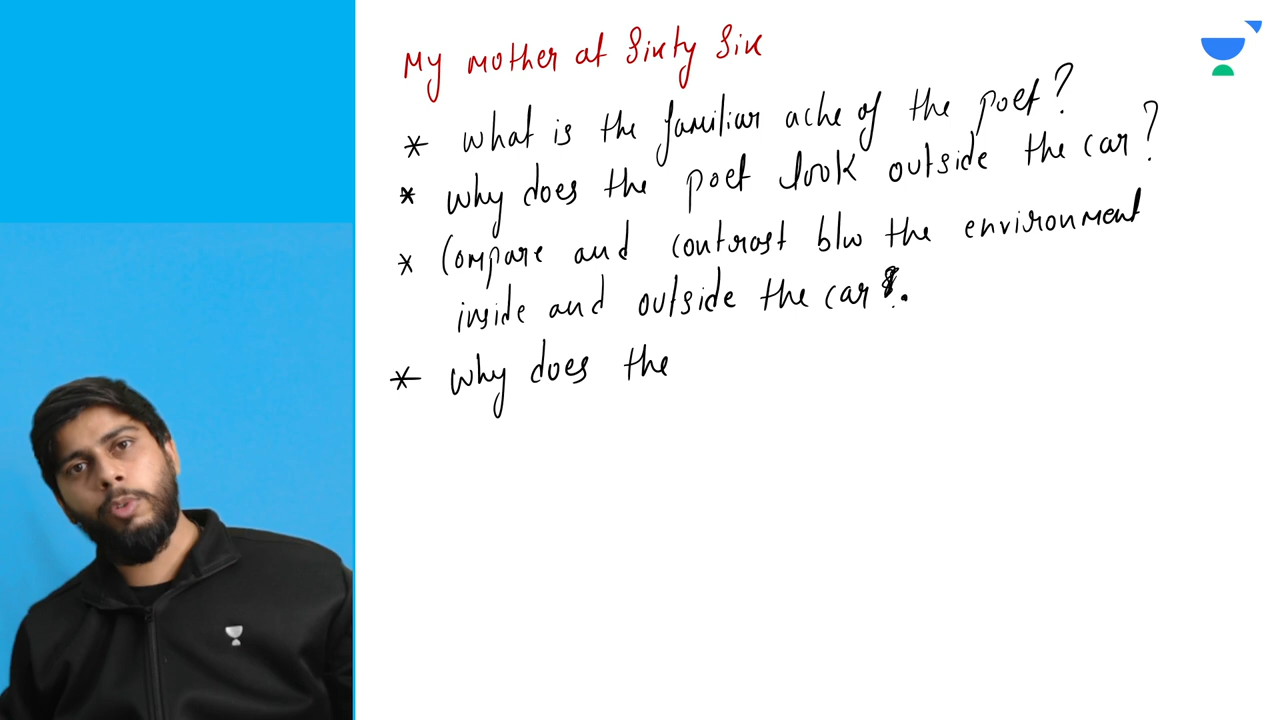 My mother at Sixty Six
* what is the familiar ache of the poet?
* why does the poet look outside the car?
* Compare and contrast b/w the environment
inside and outside the car.
* why does the